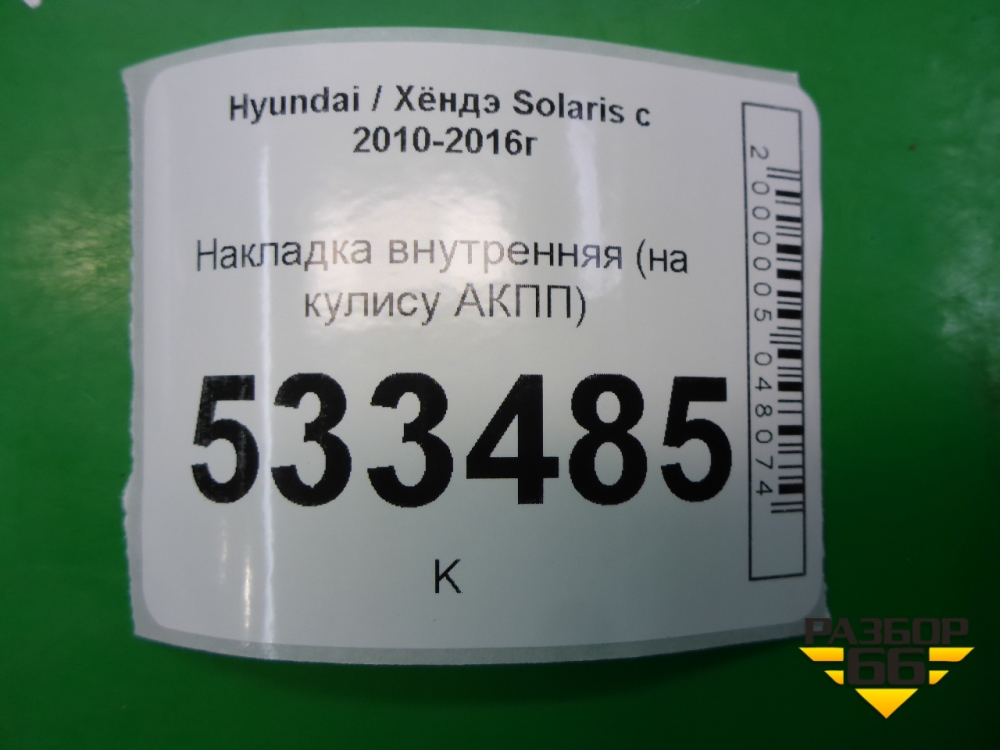 Hyundai / Хёндэ Solaris с
2010-2016г
Накладка внутренняя (на
кулису АКПП)
533485
К
2000005048074
РАЗБОР
66